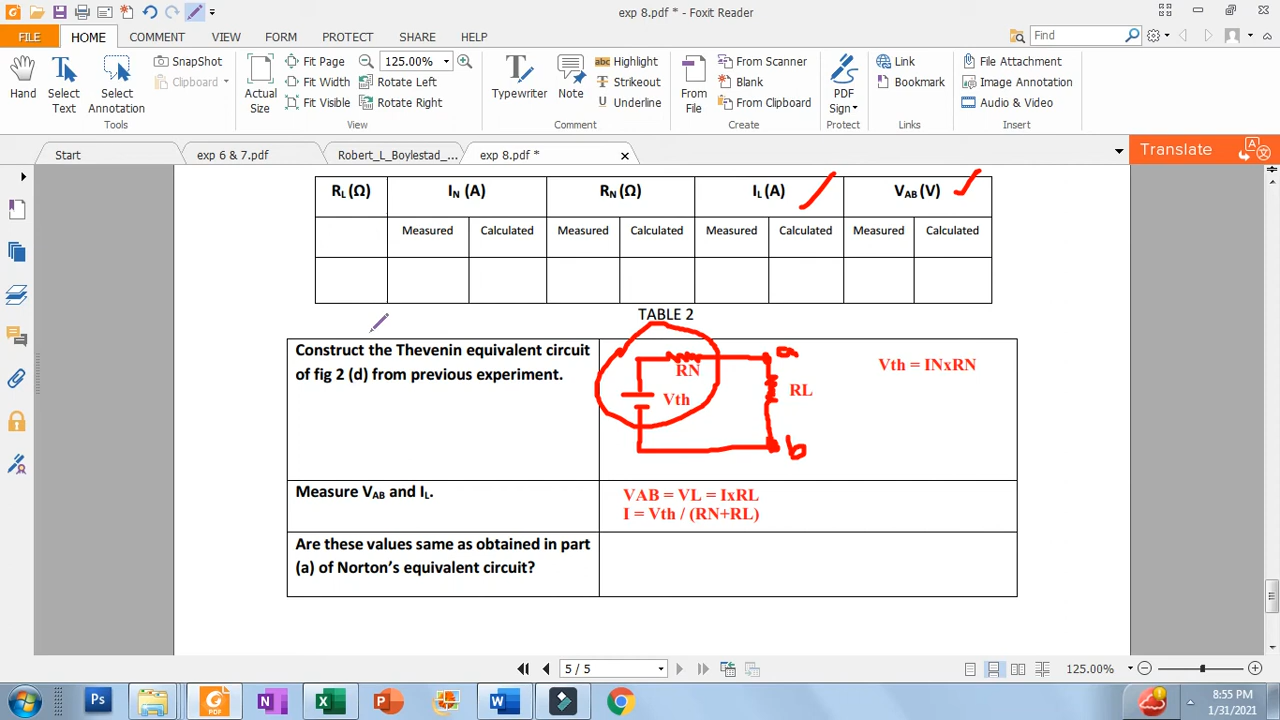 exp 8.pdf * - Foxit Reader
FILE HOME COMMENT VIEW FORM PROTECT SHARE HELP Find
Hand Select Text Select Annotation SnapShot Clipboard Tools
Actual Size Fit Page Fit Width Fit Visible 125.00% Rotate Left Rotate Right View
Typewriter Note Highlight Strikeout Underline Comment
From File From Scanner Blank From Clipboard Create
PDF Sign Protect
Link Bookmark Links
File Attachment Image Annotation Audio & Video Insert
Start exp 6 & 7.pdf Robert_L_Boylestad_... exp 8.pdf * Translate
RL (Ω) IN (A) RN (Ω) IL (A) VAB (V)
Measured Calculated Measured Calculated Measured Calculated Measured Calculated
TABLE 2
Construct the Thevenin equivalent circuit
of fig 2 (d) from previous experiment.
a
RN
Vth
RL
b
Vth = INxRN
Measure VAB and IL.
VAB = VL = IxRL
I = Vth / (RN+RL)
Are these values same as obtained in part
(a) of Norton's equivalent circuit?
5 / 5 125.00%
Ps N X P W
8:55 PM
1/31/2021